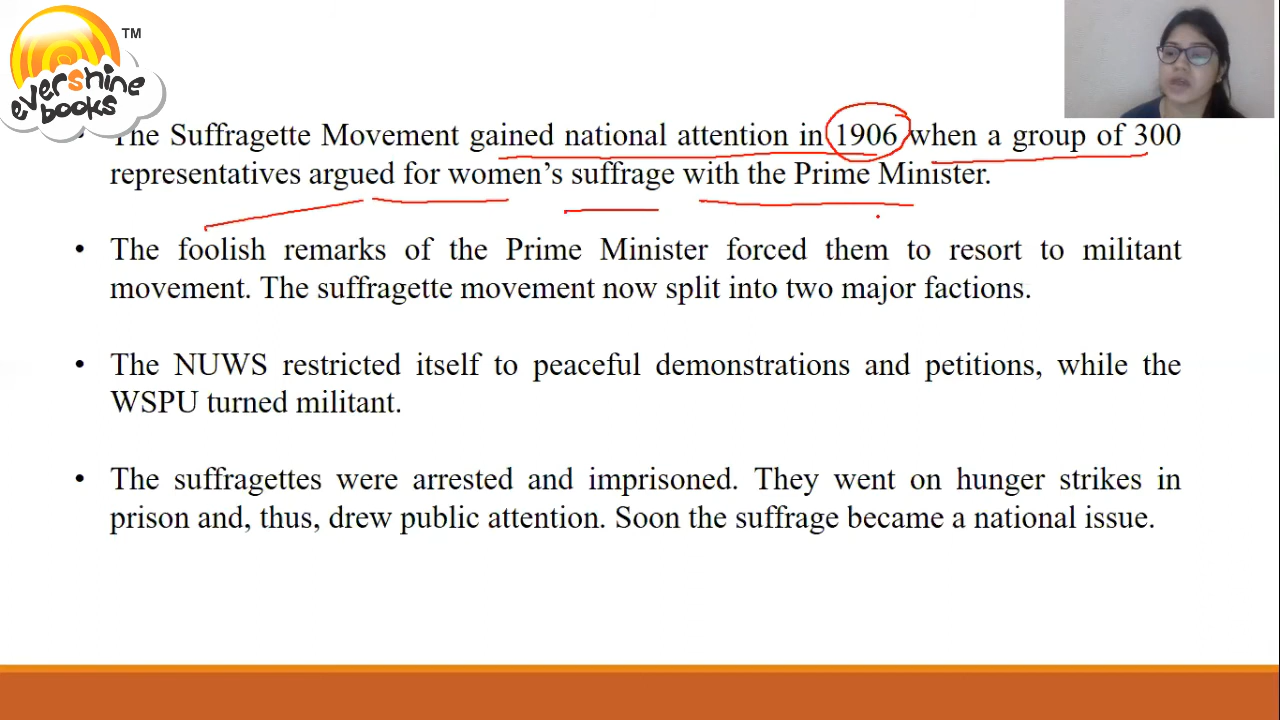 TM
evershine
books
The Suffragette Movement gained national attention in 1906 when a group of 300
representatives argued for women’s suffrage with the Prime Minister.
• The foolish remarks of the Prime Minister forced them to resort to militant
movement. The suffragette movement now split into two major factions.
• The NUWS restricted itself to peaceful demonstrations and petitions, while the
WSPU turned militant.
• The suffragettes were arrested and imprisoned. They went on hunger strikes in
prison and, thus, drew public attention. Soon the suffrage became a national issue.